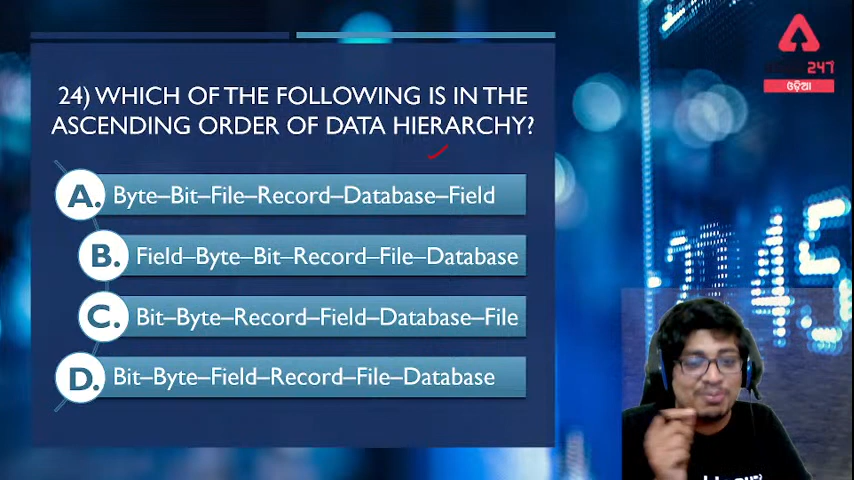 24) WHICH OF THE FOLLOWING IS IN THE
ASCENDING ORDER OF DATA HIERARCHY?
A. Byte–Bit–File–Record–Database–Field
B. Field–Byte–Bit–Record–File–Database
C. Bit–Byte–Record–Field–Database–File
D. Bit–Byte–Field–Record–File–Database
247
ଓଡ଼ିଆ
145